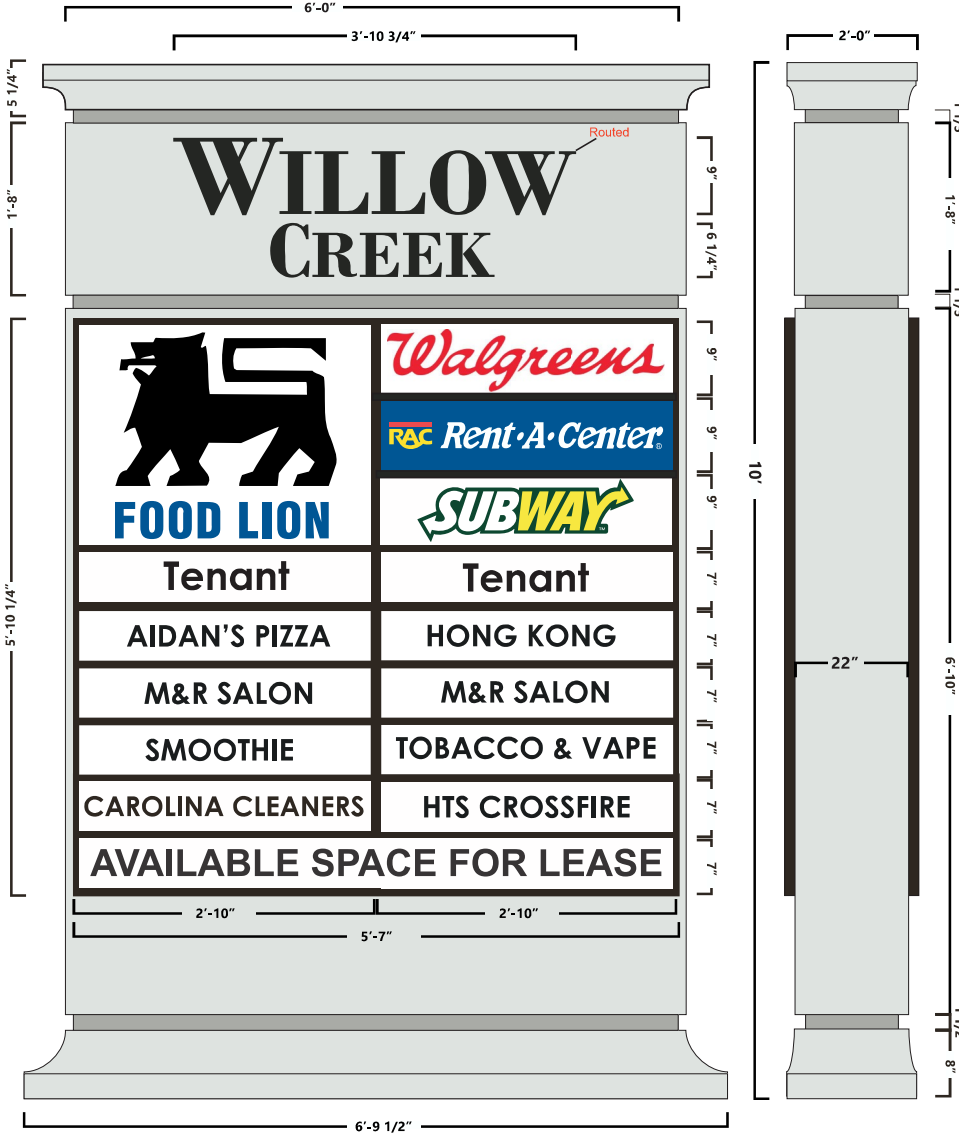 6'-0"
3'-10 3/4"
2'-0"
5 1/4"
Routed
WILLOW
CREEK
1'-8"
9"
6 1/4"
1'-8"
Walgreens
9"
RAC Rent·A·Center®
9"
SUBWAY™
9"
FOOD LION
10'
Tenant
Tenant
7"
5'-10 1/4"
AIDAN'S PIZZA
HONG KONG
7"
22"
6'-10"
M&R SALON
M&R SALON
7"
SMOOTHIE
TOBACCO & VAPE
7"
CAROLINA CLEANERS
HTS CROSSFIRE
7"
AVAILABLE SPACE FOR LEASE
7"
2'-10"
2'-10"
5'-7"
8"
6'-9 1/2"